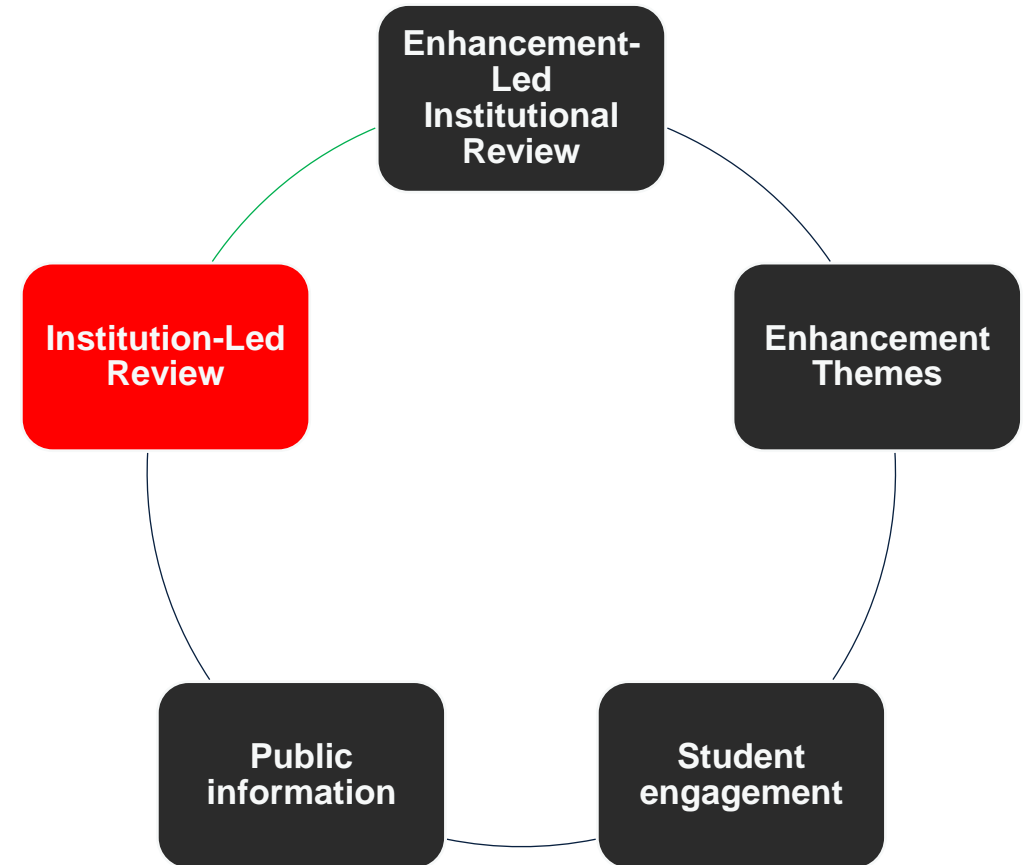 Enhancement-
Led
Institutional
Review
Institution-Led
Review
Enhancement
Themes
Public
information
Student
engagement